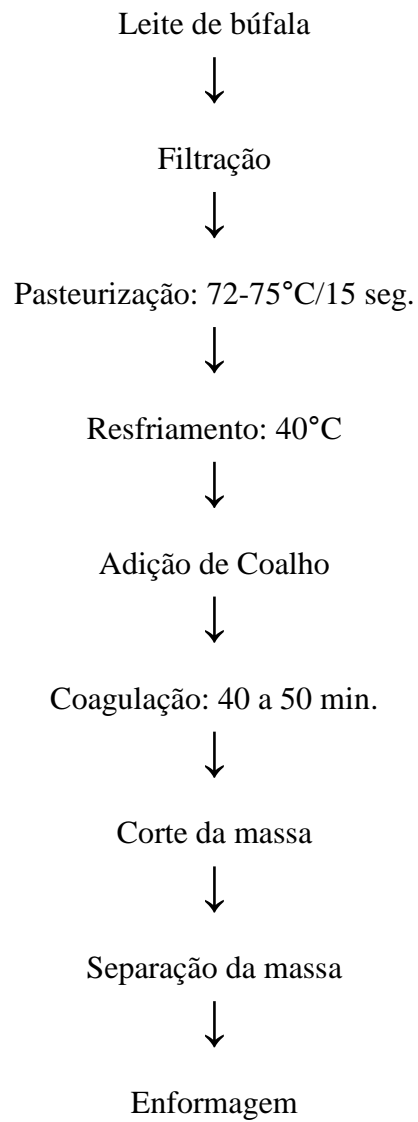 Leite de búfala
Filtração
Pasteurização: 72-75°C/15 seg.
Resfriamento: 40°C
Adição de Coalho
Coagulação: 40 a 50 min.
Corte da massa
Separação da massa
Enformagem